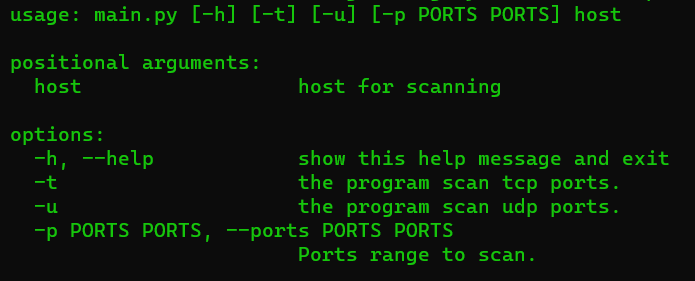 usage: main.py [-h] [-t] [-u] [-p PORTS PORTS] host
positional arguments:
host host for scanning
options:
-h, --help show this help message and exit
-t the program scan tcp ports.
-u the program scan udp ports.
-p PORTS PORTS, --ports PORTS PORTS
Ports range to scan.